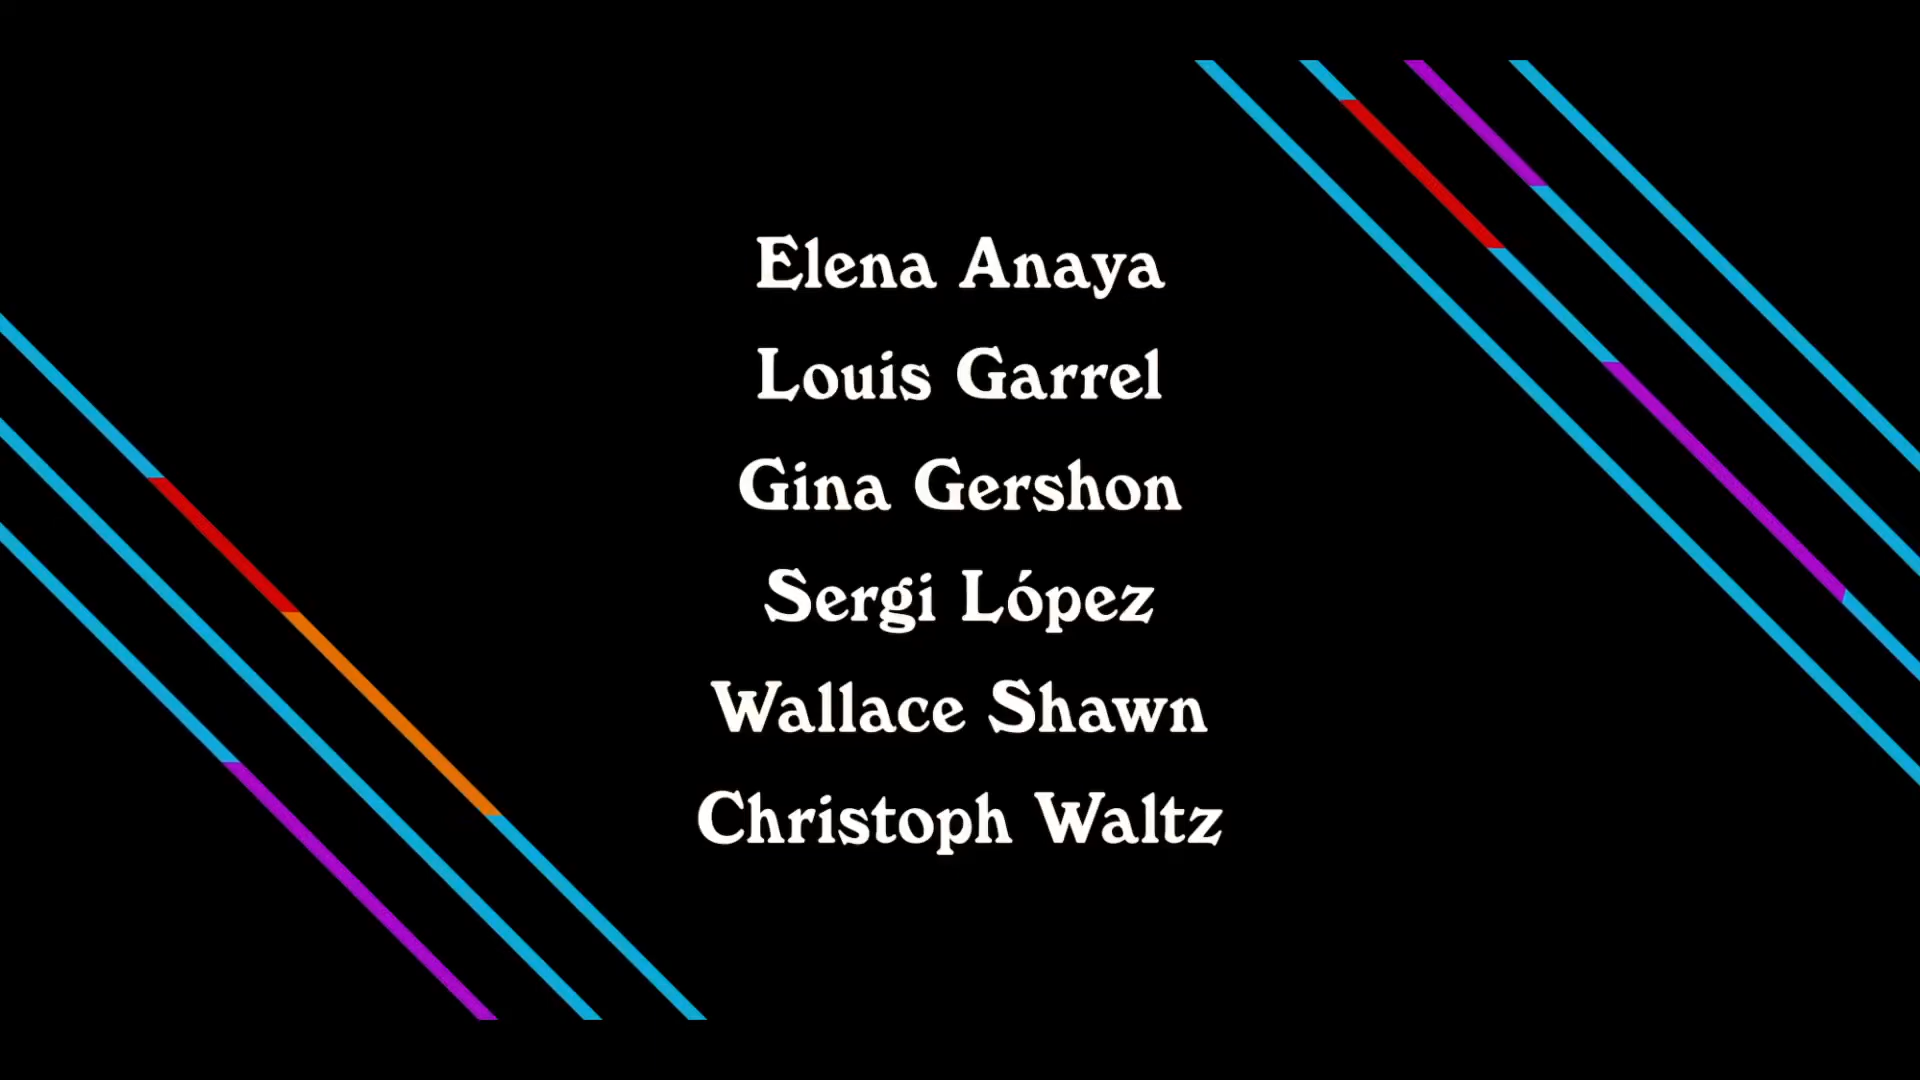 Elena Anaya
Louis Garrel
Gina Gershon
Sergi López
Wallace Shawn
Christoph Waltz